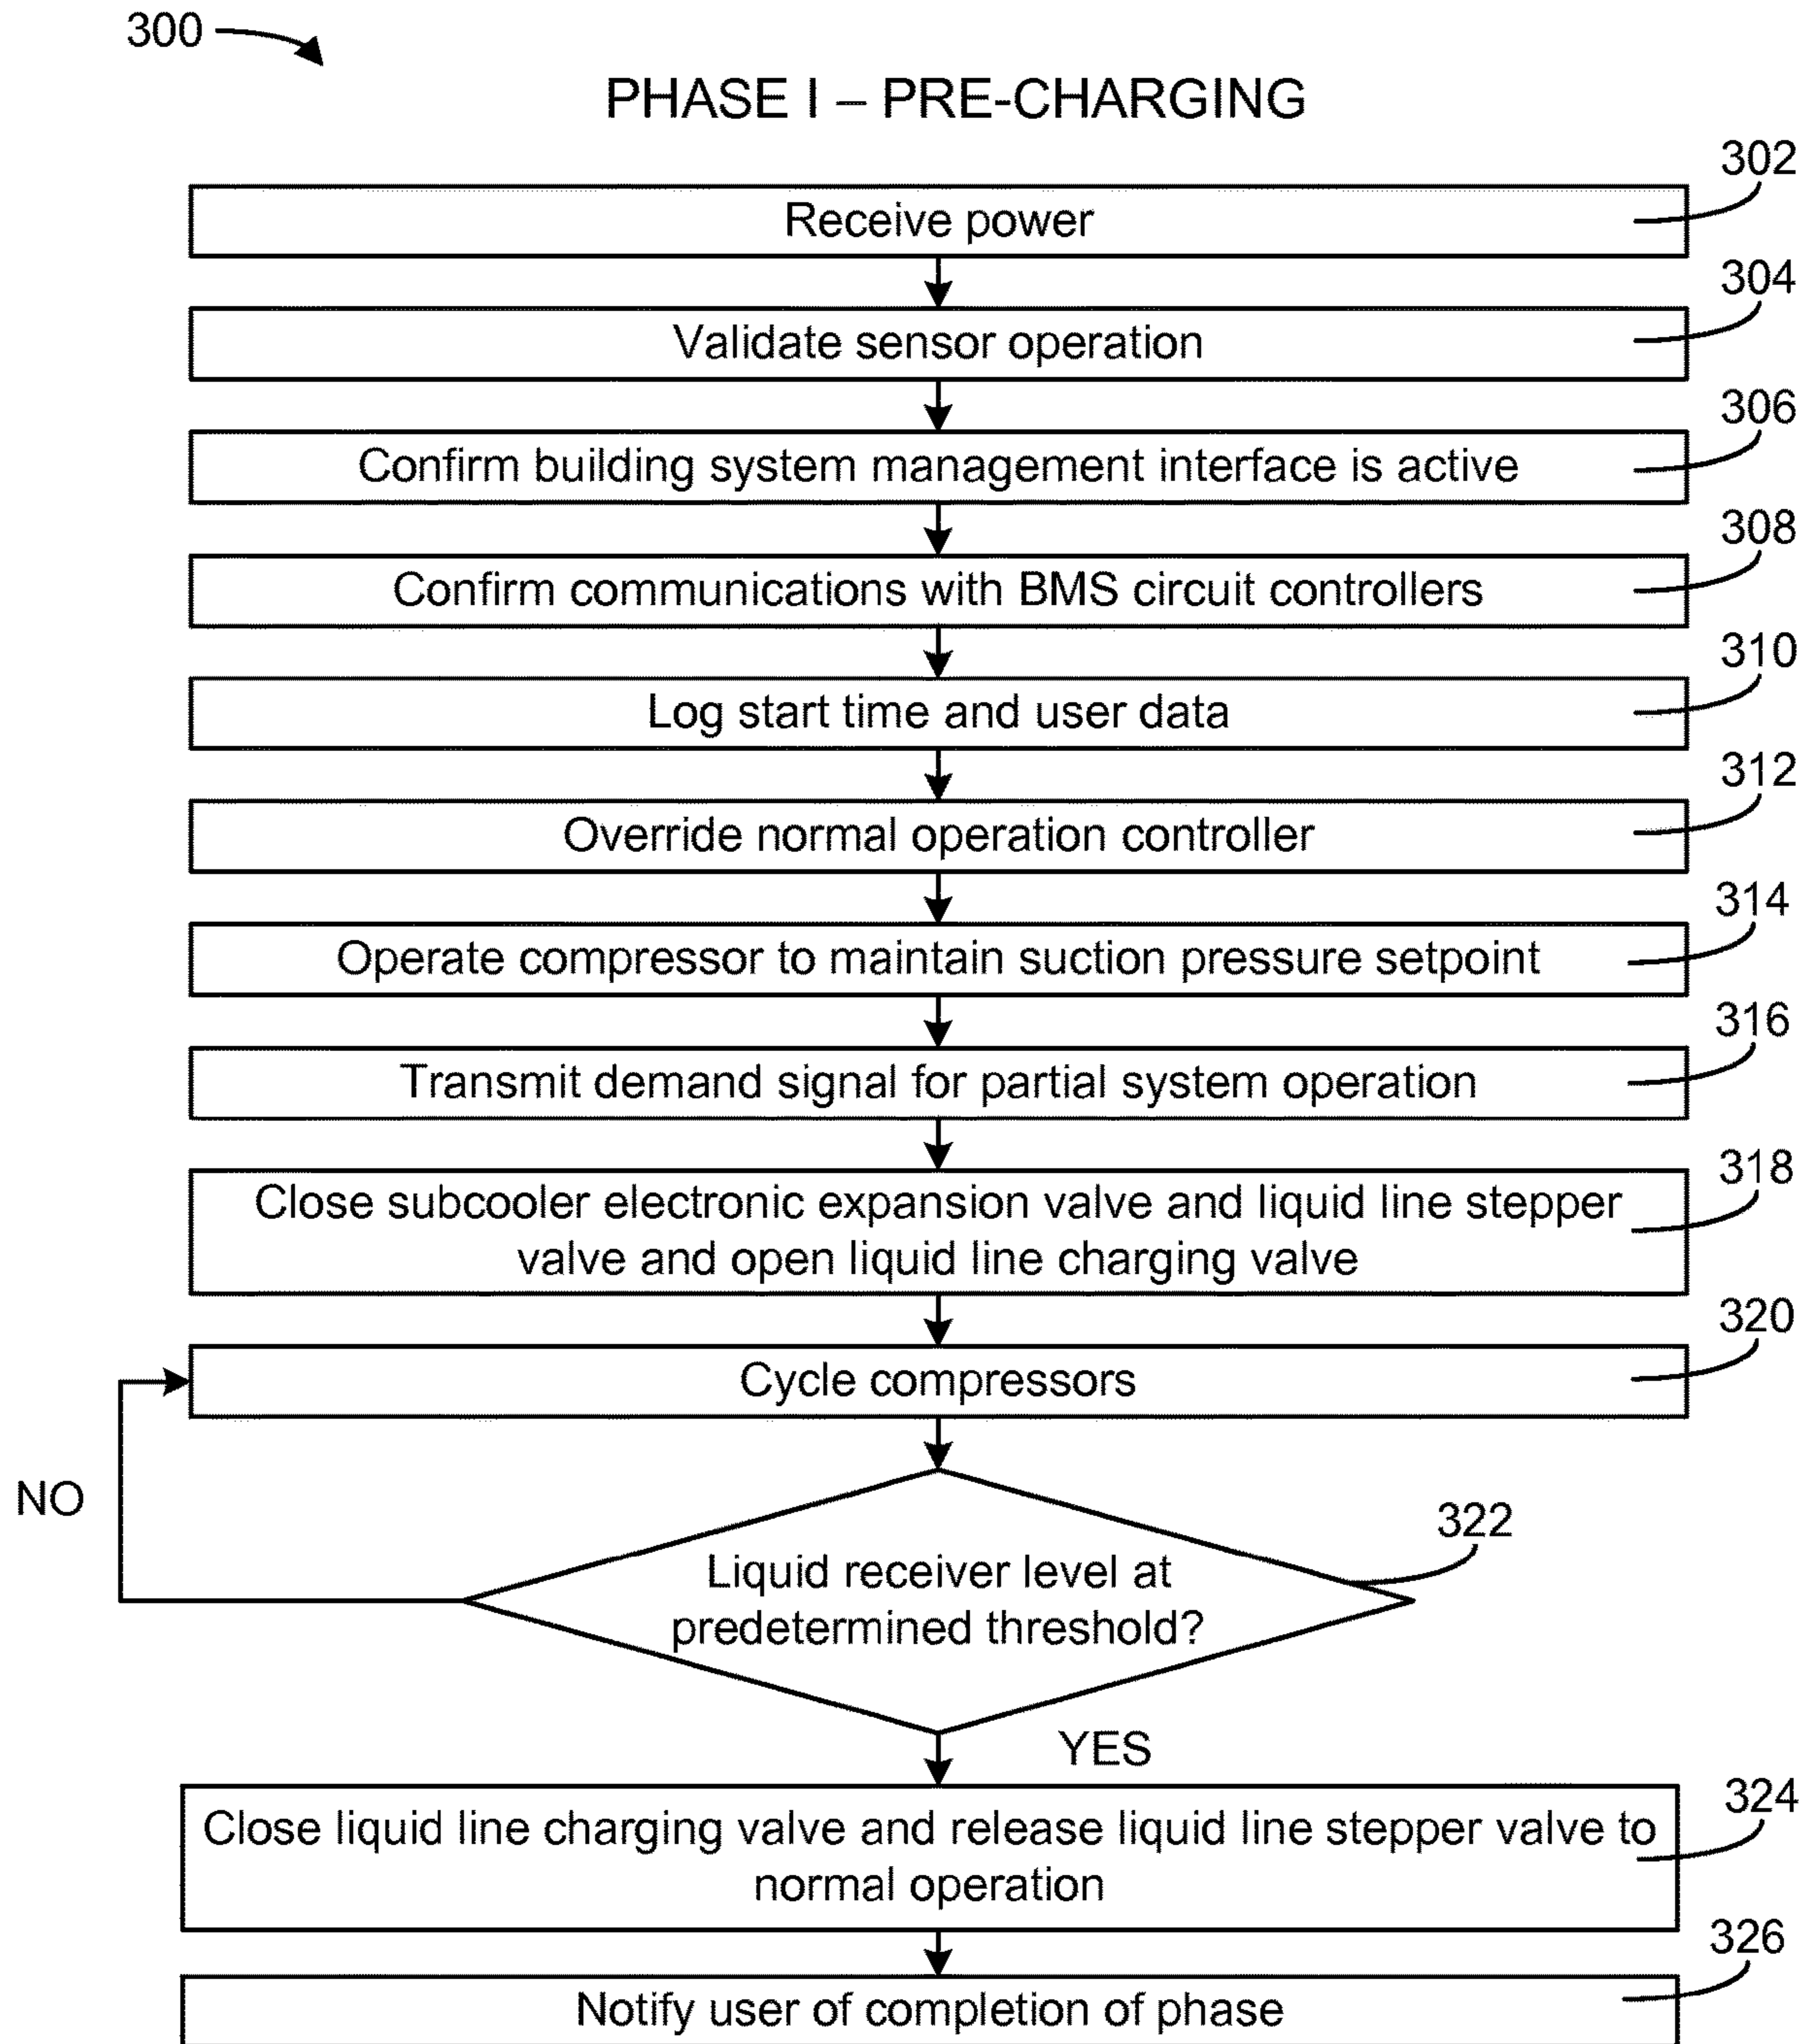 300
PHASE I – PRE-CHARGING
302
Receive power
304
Validate sensor operation
306
Confirm building system management interface is active
308
Confirm communications with BMS circuit controllers
310
Log start time and user data
312
Override normal operation controller
314
Operate compressor to maintain suction pressure setpoint
316
Transmit demand signal for partial system operation
318
Close subcooler electronic expansion valve and liquid line stepper
valve and open liquid line charging valve
320
Cycle compressors
NO
322
Liquid receiver level at
predetermined threshold?
YES
324
Close liquid line charging valve and release liquid line stepper valve to
normal operation
326
Notify user of completion of phase